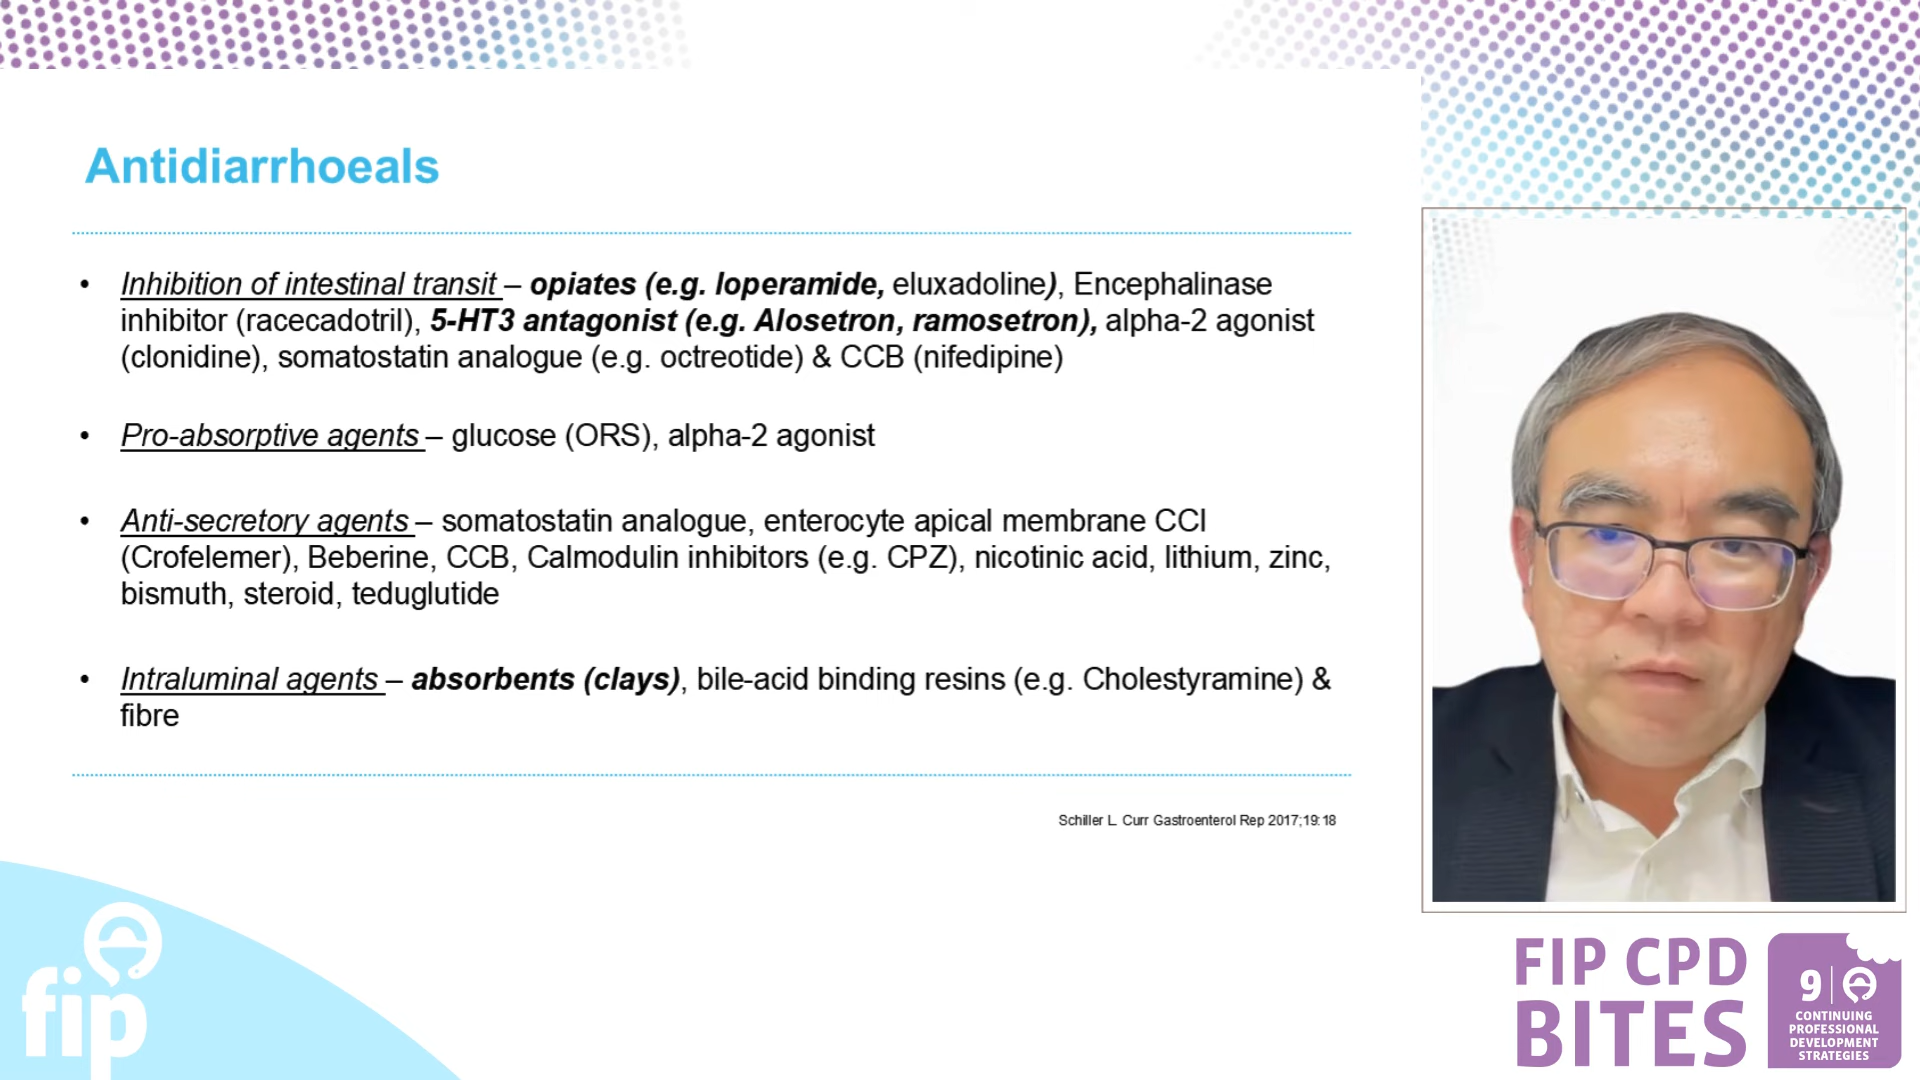 Antidiarrhoeals
• Inhibition of intestinal transit – opiates (e.g. loperamide, eluxadoline), Encephalinase
inhibitor (racecadotril), 5-HT3 antagonist (e.g. Alosetron, ramosetron), alpha-2 agonist
(clonidine), somatostatin analogue (e.g. octreotide) & CCB (nifedipine)
• Pro-absorptive agents – glucose (ORS), alpha-2 agonist
• Anti-secretory agents – somatostatin analogue, enterocyte apical membrane CCI
(Crofelemer), Beberine, CCB, Calmodulin inhibitors (e.g. CPZ), nicotinic acid, lithium, zinc,
bismuth, steroid, teduglutide
• Intraluminal agents – absorbents (clays), bile-acid binding resins (e.g. Cholestyramine) &
fibre
Schiller L. Curr Gastroenterol Rep 2017;19:18
fip
FIP CPD
BITES
9
CONTINUING
PROFESSIONAL
DEVELOPMENT
STRATEGIES